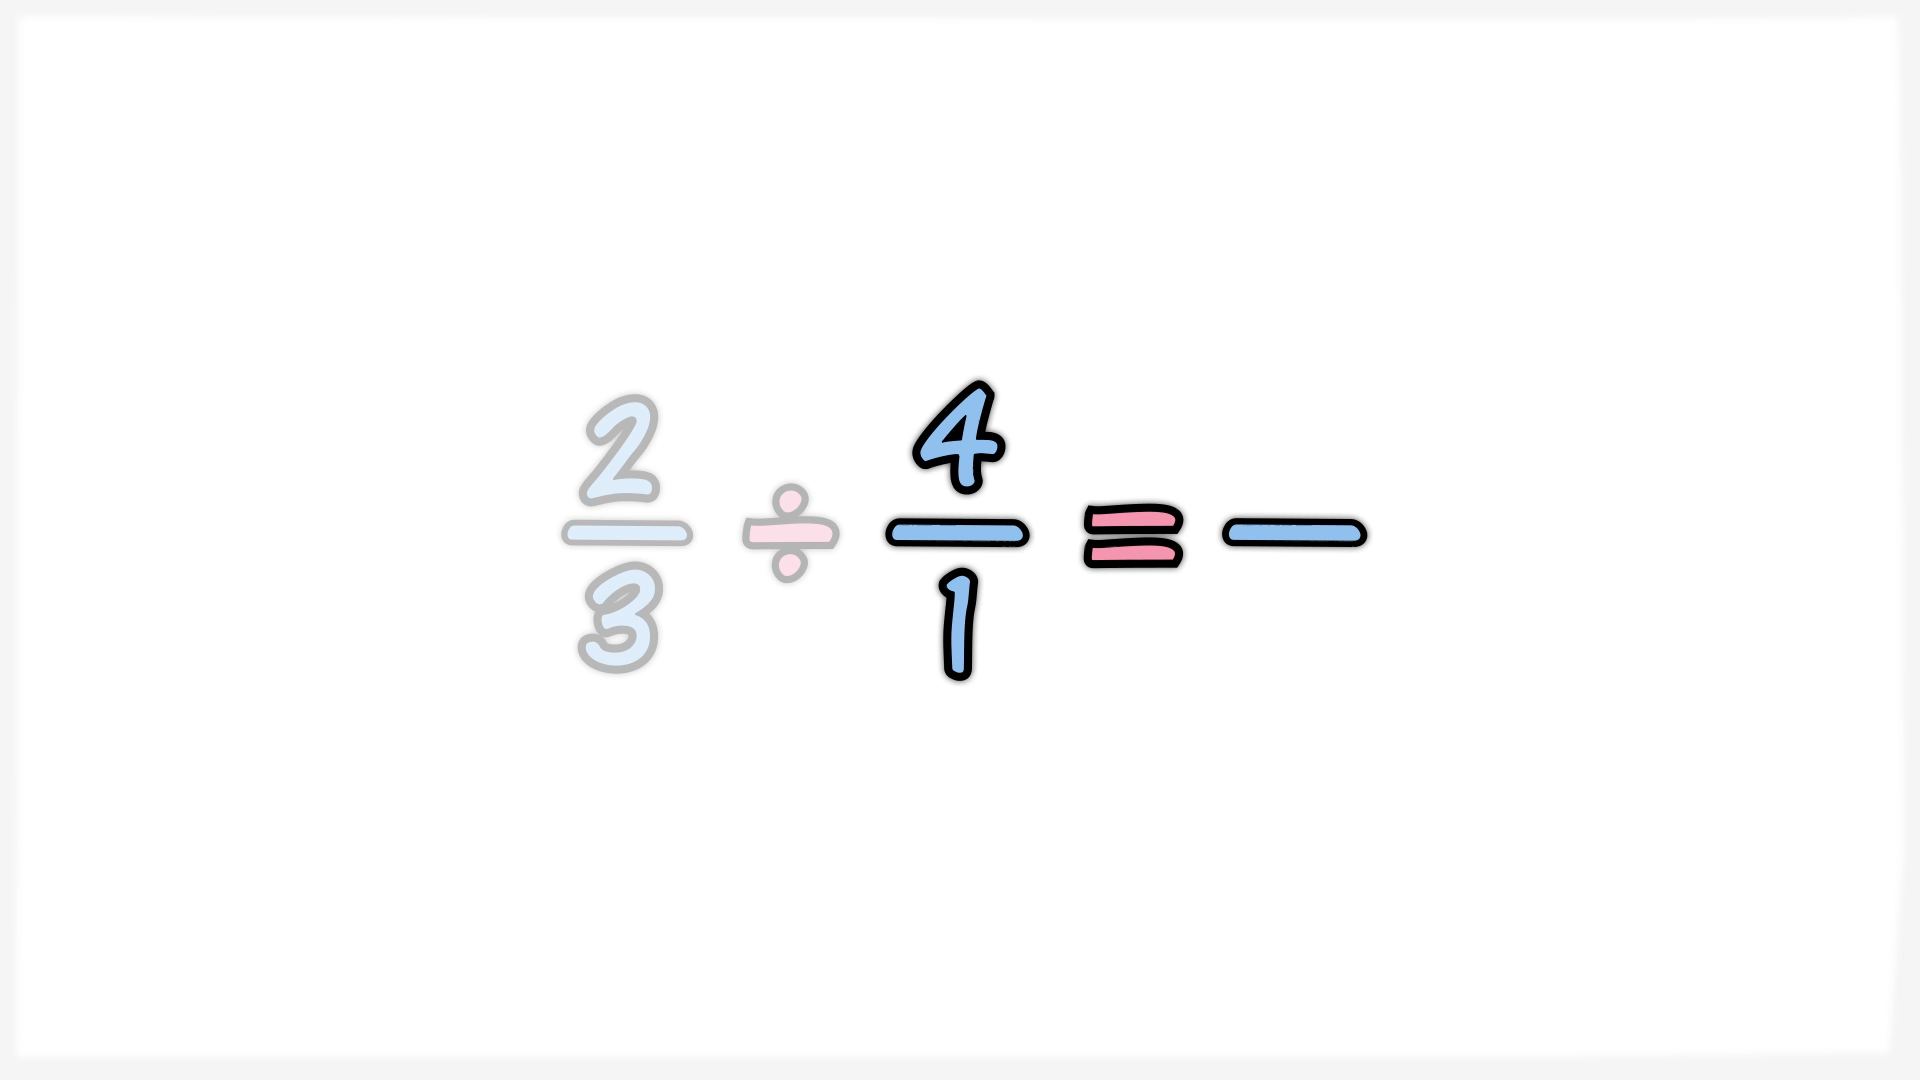 2/3 ÷ 4/1 = —